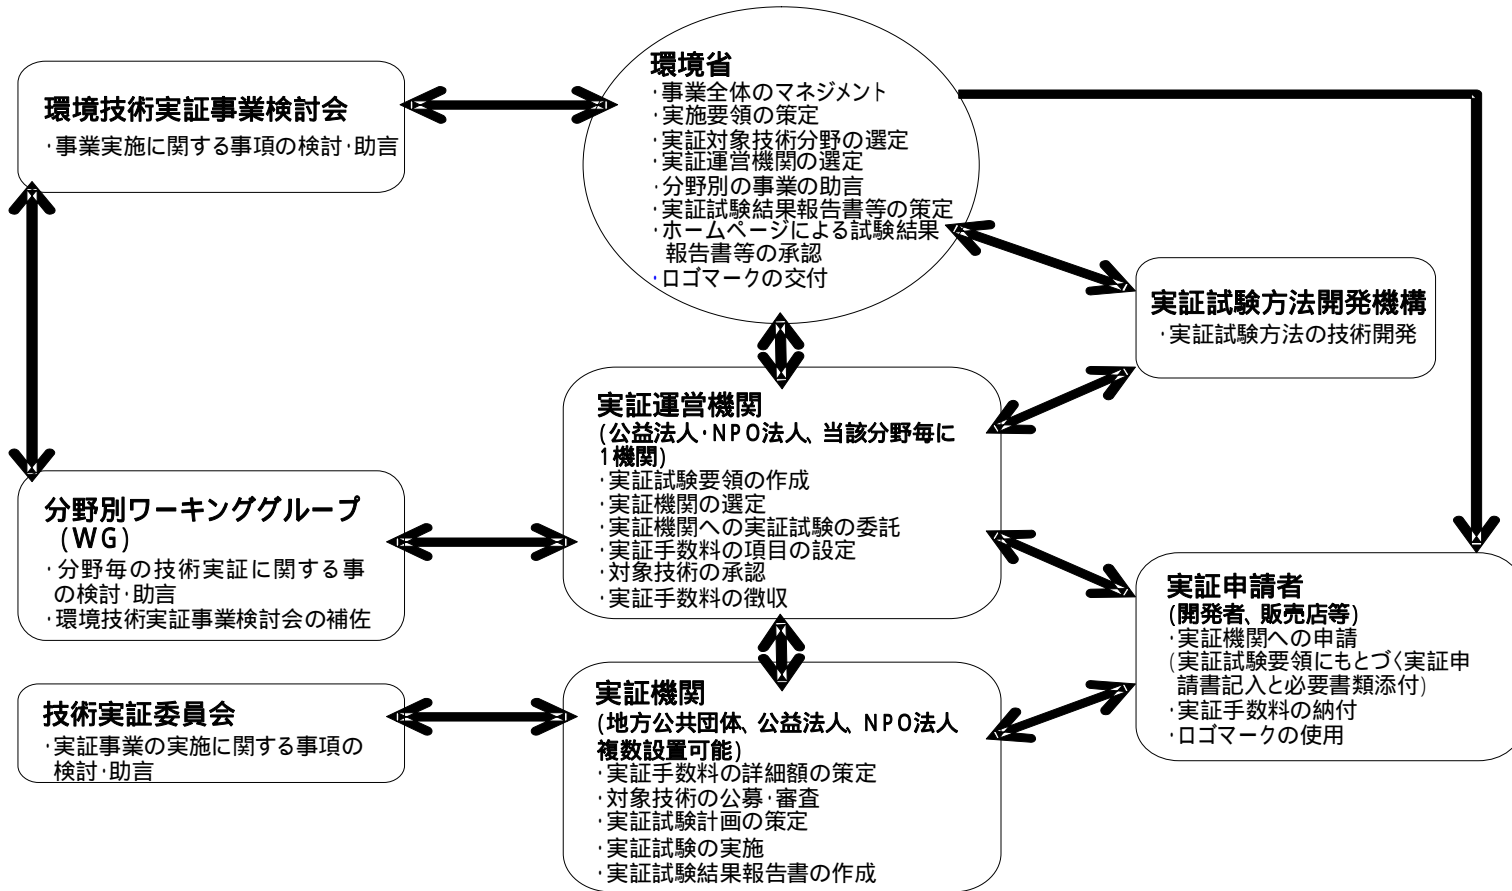 環境技術実証事業検討会
・事業実施に関する事項の検討・助言
環境省
・事業全体のマネジメント
・実施要領の策定
・実証対象技術分野の選定
・実証運営機関の選定
・分野別の事業の助言
・実証試験結果報告書等の策定
・ホームページによる試験結果
報告書等の承認
・ロゴマークの交付
実証試験方法開発機構
・実証試験方法の技術開発
実証運営機関
(公益法人・NPO法人、当該分野毎に
1機関)
・実証試験要領の作成
・実証機関の選定
・実証機関への実証試験の委託
・実証手数料の項目の設定
・対象技術の承認
・実証手数料の徴収
分野別ワーキンググループ
(WG)
・分野毎の技術実証に関する事
の検討・助言
・環境技術実証事業検討会の補佐
実証申請者
(開発者、販売店等)
・実証機関への申請
(実証試験要領にもとづく実証申
請書記入と必要書類添付)
・実証手数料の納付
・ロゴマークの使用
技術実証委員会
・実証事業の実施に関する事項の
検討・助言
実証機関
(地方公共団体、公益法人、NPO法人
複数設置可能)
・実証手数料の詳細額の策定
・対象技術の公募・審査
・実証試験計画の策定
・実証試験の実施
・実証試験結果報告書の作成